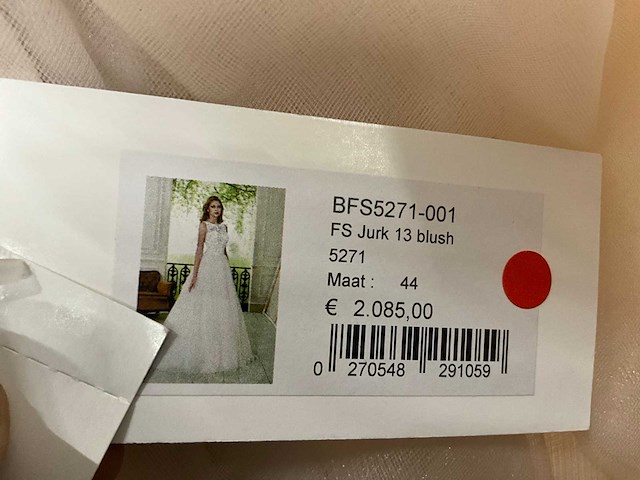 BFS5271-001
FS Jurk 13 blush
5271
Maat : 44
€ 2.085,00
0 270548 291059